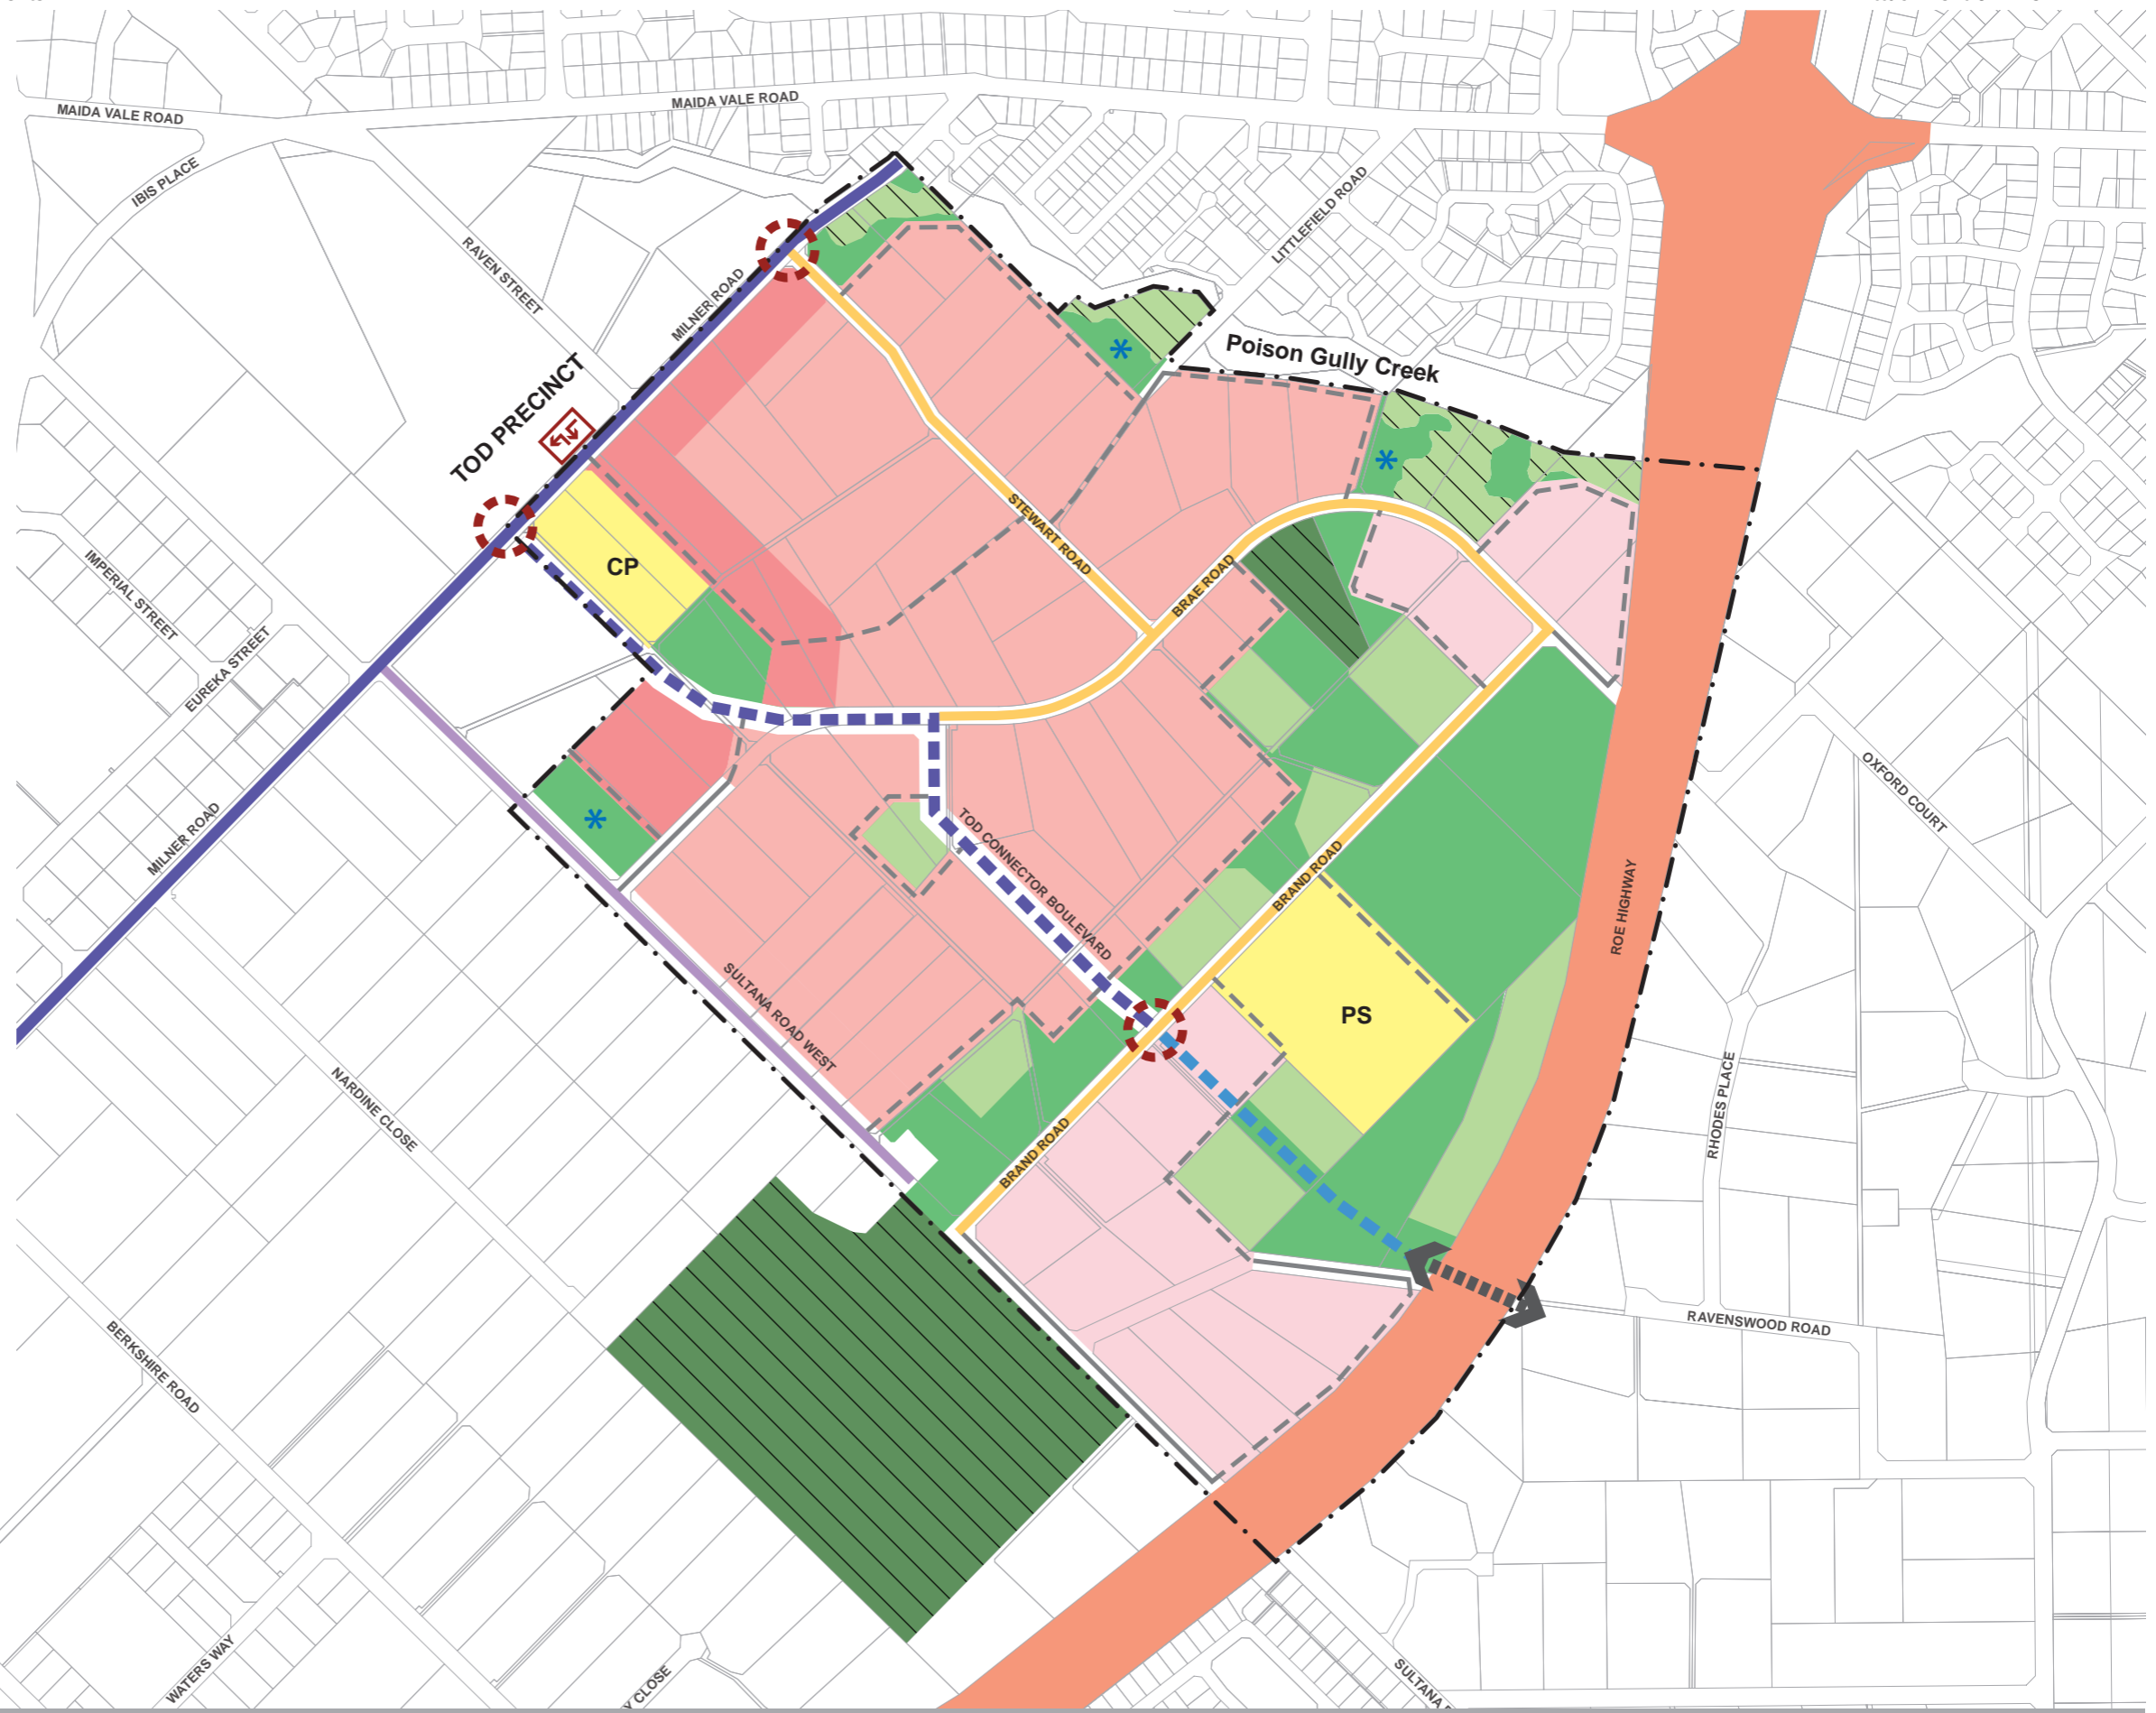 MAIDA VALE ROAD
MAIDA VALE ROAD
IBIS PLACE
RAVEN STREET
LITTLEFIELD ROAD
MILNER ROAD
Poison Gully Creek
TOD PRECINCT
STEWART ROAD
CP
BRAE ROAD
IMPERIAL STREET
EUREKA STREET
MILNER ROAD
OXFORD COURT
TOD CONNECTOR BOULEVARD
BRAND ROAD
ROE HIGHWAY
SULTANA ROAD WEST
PS
NARDINE CLOSE
RHODES PLACE
BRAND ROAD
RAVENSWOOD ROAD
BERKSHIRE ROAD
WATERS WAY
Y CLOSE
SULTANA